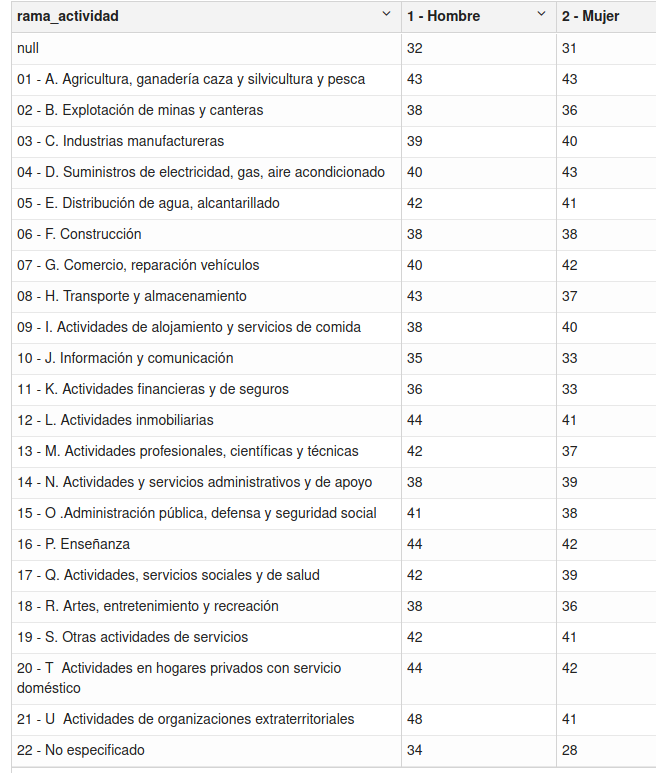 rama_actividad 1 - Hombre 2 - Mujer
null 32 31
01 - A. Agricultura, ganadería caza y silvicultura y pesca 43 43
02 - B. Explotación de minas y canteras 38 36
03 - C. Industrias manufactureras 39 40
04 - D. Suministros de electricidad, gas, aire acondicionado 40 43
05 - E. Distribución de agua, alcantarillado 42 41
06 - F. Construcción 38 38
07 - G. Comercio, reparación vehículos 40 42
08 - H. Transporte y almacenamiento 43 37
09 - I. Actividades de alojamiento y servicios de comida 38 40
10 - J. Información y comunicación 35 33
11 - K. Actividades financieras y de seguros 36 33
12 - L. Actividades inmobiliarias 44 41
13 - M. Actividades profesionales, científicas y técnicas 42 37
14 - N. Actividades y servicios administrativos y de apoyo 38 39
15 - O .Administración pública, defensa y seguridad social 41 38
16 - P. Enseñanza 44 42
17 - Q. Actividades, servicios sociales y de salud 42 39
18 - R. Artes, entretenimiento y recreación 38 36
19 - S. Otras actividades de servicios 42 41
20 - T  Actividades en hogares privados con servicio 44 42
doméstico
21 - U  Actividades de organizaciones extraterritoriales 48 41
22 - No especificado 34 28